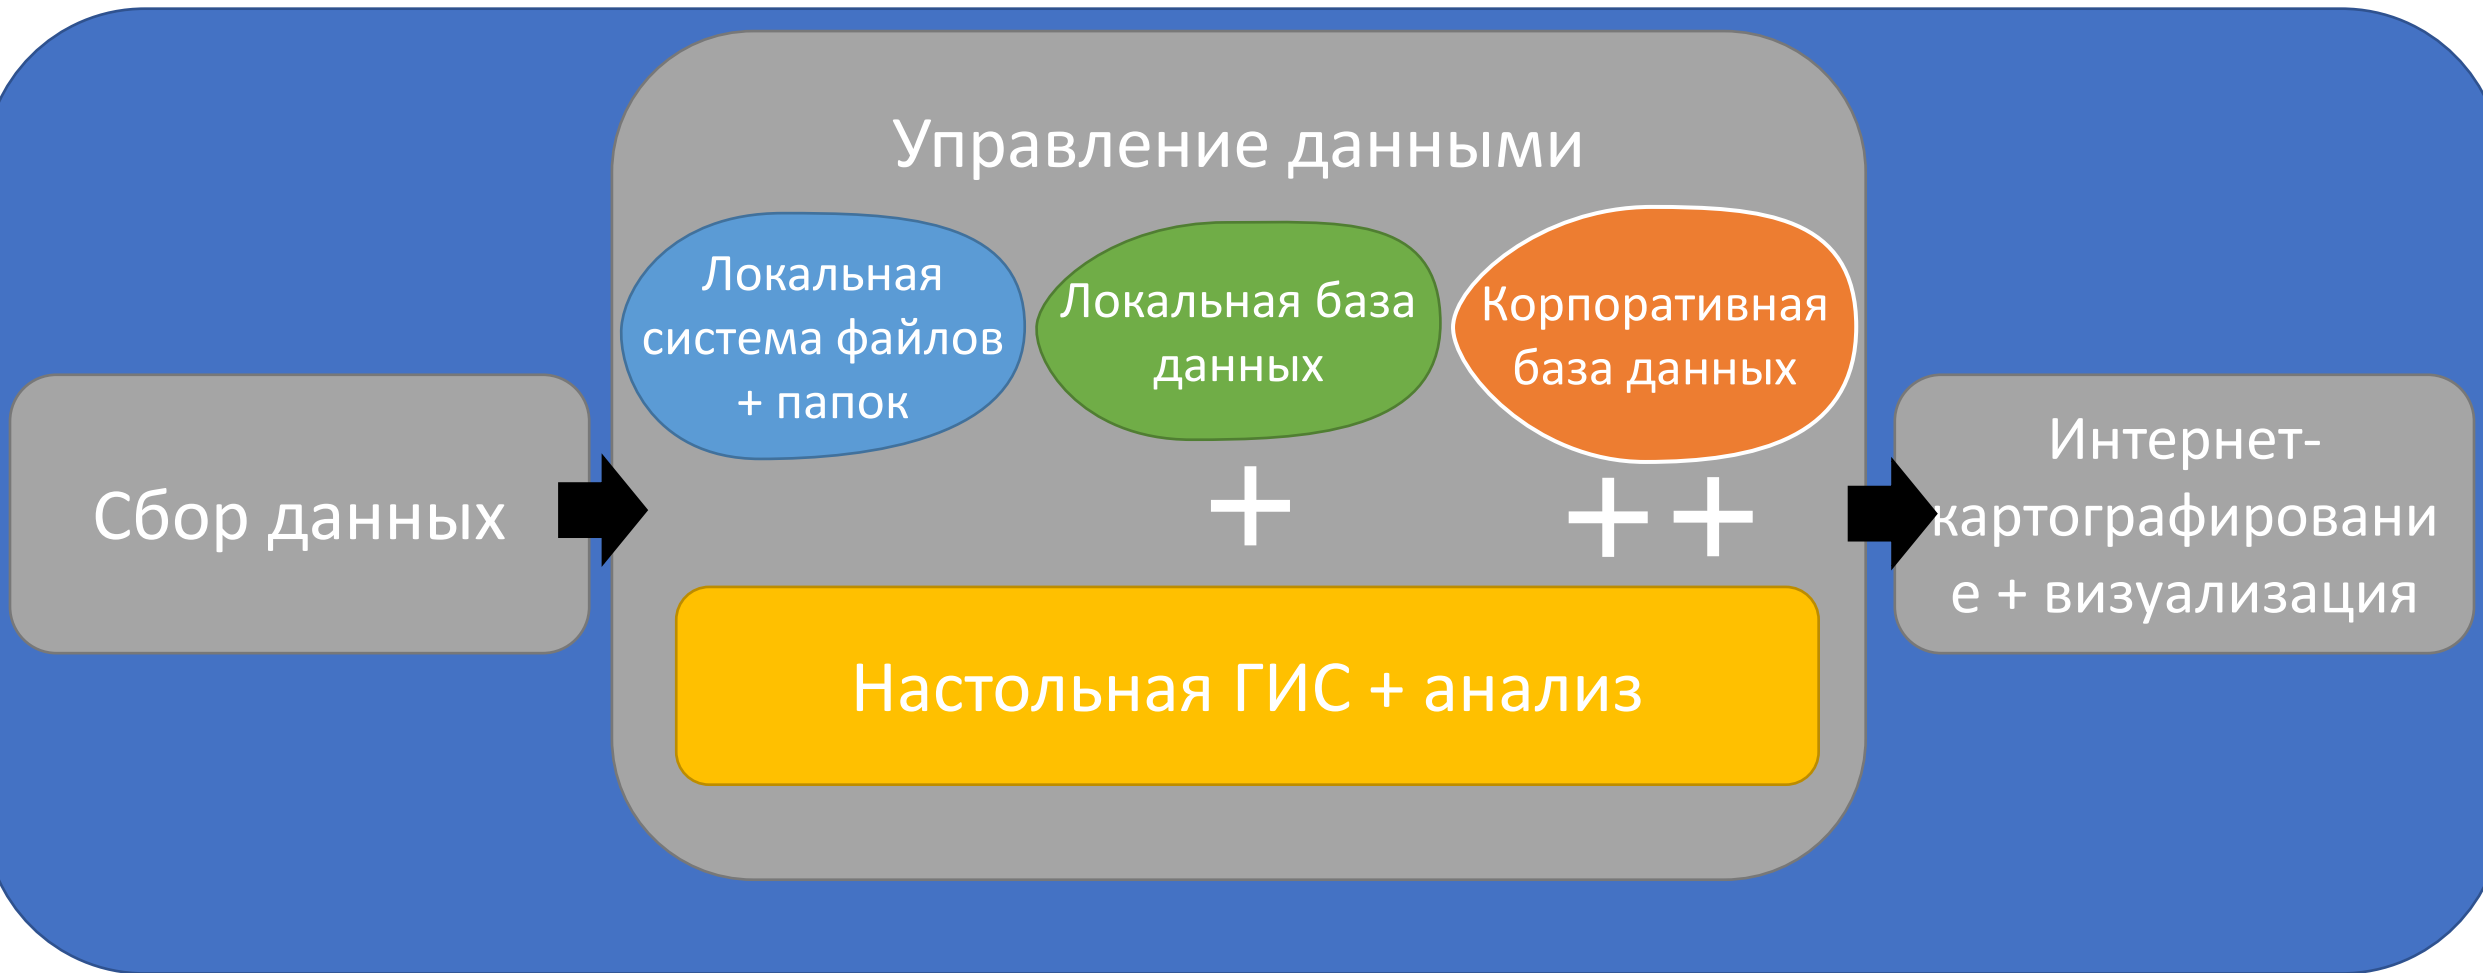 Управление данными
Локальная
система файлов
+ папок
Локальная база
данных
Корпоративная
база данных
+
++
Сбор данных
Настольная ГИС + анализ
Интернет-
картографировани
е + визуализация